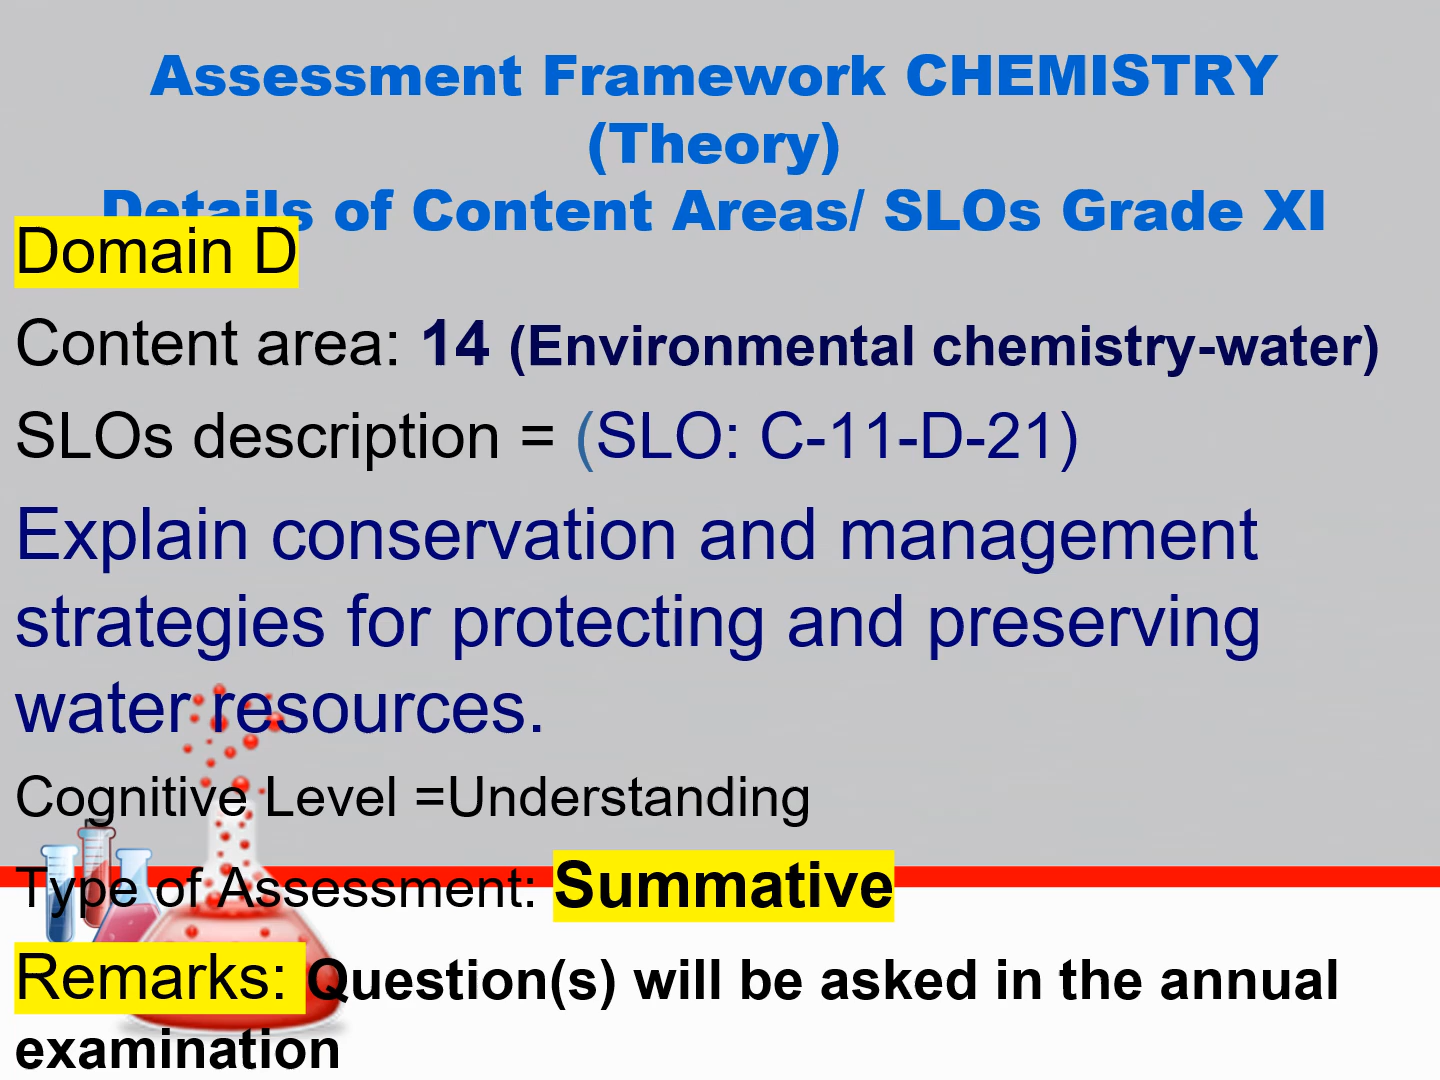 Assessment Framework CHEMISTRY
(Theory)
Details of Content Areas/ SLOs Grade XI
Domain D
Content area: 14 (Environmental chemistry-water)
SLOs description = (SLO: C-11-D-21)
Explain conservation and management
strategies for protecting and preserving
water resources.
Cognitive Level =Understanding
Type of Assessment: Summative
Remarks: Question(s) will be asked in the annual
examination